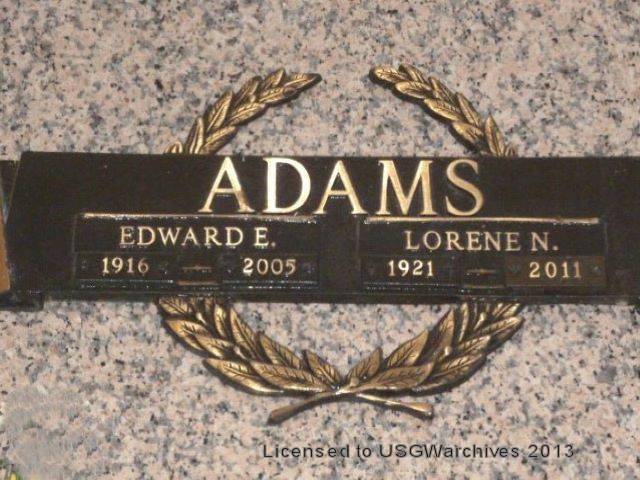 ADAMS
EDWARD E.
1916 2005
LORENE N.
1921 2011
Licensed to USGWarchives 2013